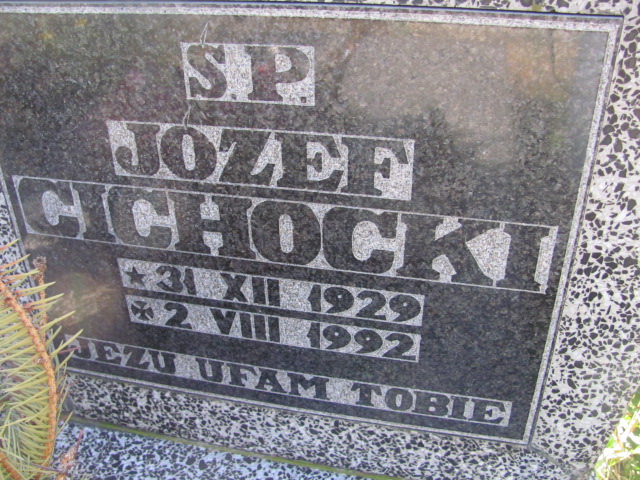 Ś.P.
JÓZEF
CICHOCKI
★ 31 XII 1929
✠ 2 VIII 1992
JEZU UFAM TOBIE